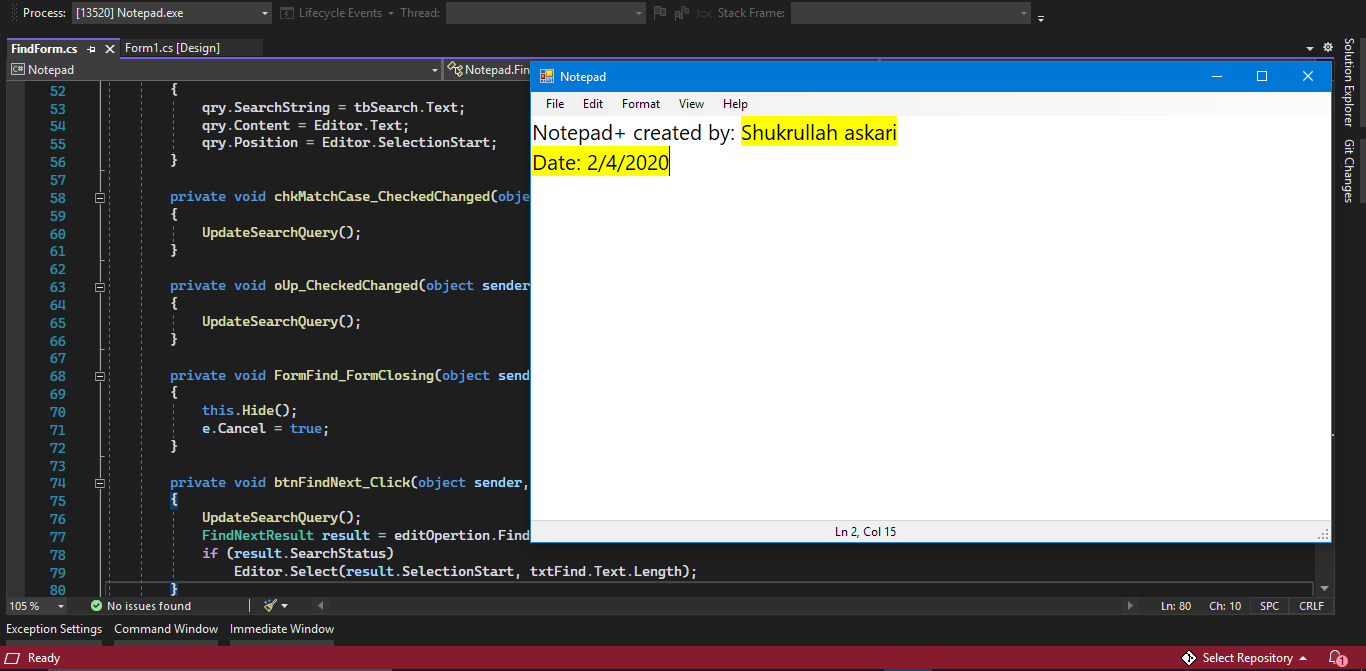 Process: [13520] Notepad.exe Lifecycle Events Thread: Stack Frame:
FindForm.cs Form1.cs [Design]
C# Notepad Notepad.Fin
52 {
53 qry.SearchString = tbSearch.Text;
54 qry.Content = Editor.Text;
55 qry.Position = Editor.SelectionStart;
56 }
57
58 private void chkMatchCase_CheckedChanged(obje
59 {
60 UpdateSearchQuery();
61 }
62
63 private void oUp_CheckedChanged(object sender
64 {
65 UpdateSearchQuery();
66 }
67
68 private void FormFind_FormClosing(object send
69 {
70 this.Hide();
71 e.Cancel = true;
72 }
73
74 private void btnFindNext_Click(object sender,
75 {
76 UpdateSearchQuery();
77 FindNextResult result = editOpertion.Find
78 if (result.SearchStatus)
79 Editor.Select(result.SelectionStart, txtFind.Text.Length);
80 }
Notepad
File Edit Format View Help
Notepad+ created by: Shukrullah askari
Date: 2/4/2020
Ln 2, Col 15
Solution Explorer
Git Changes
105 % No issues found Ln: 80 Ch: 10 SPC CRLF
Exception Settings Command Window Immediate Window
Ready Select Repository 1